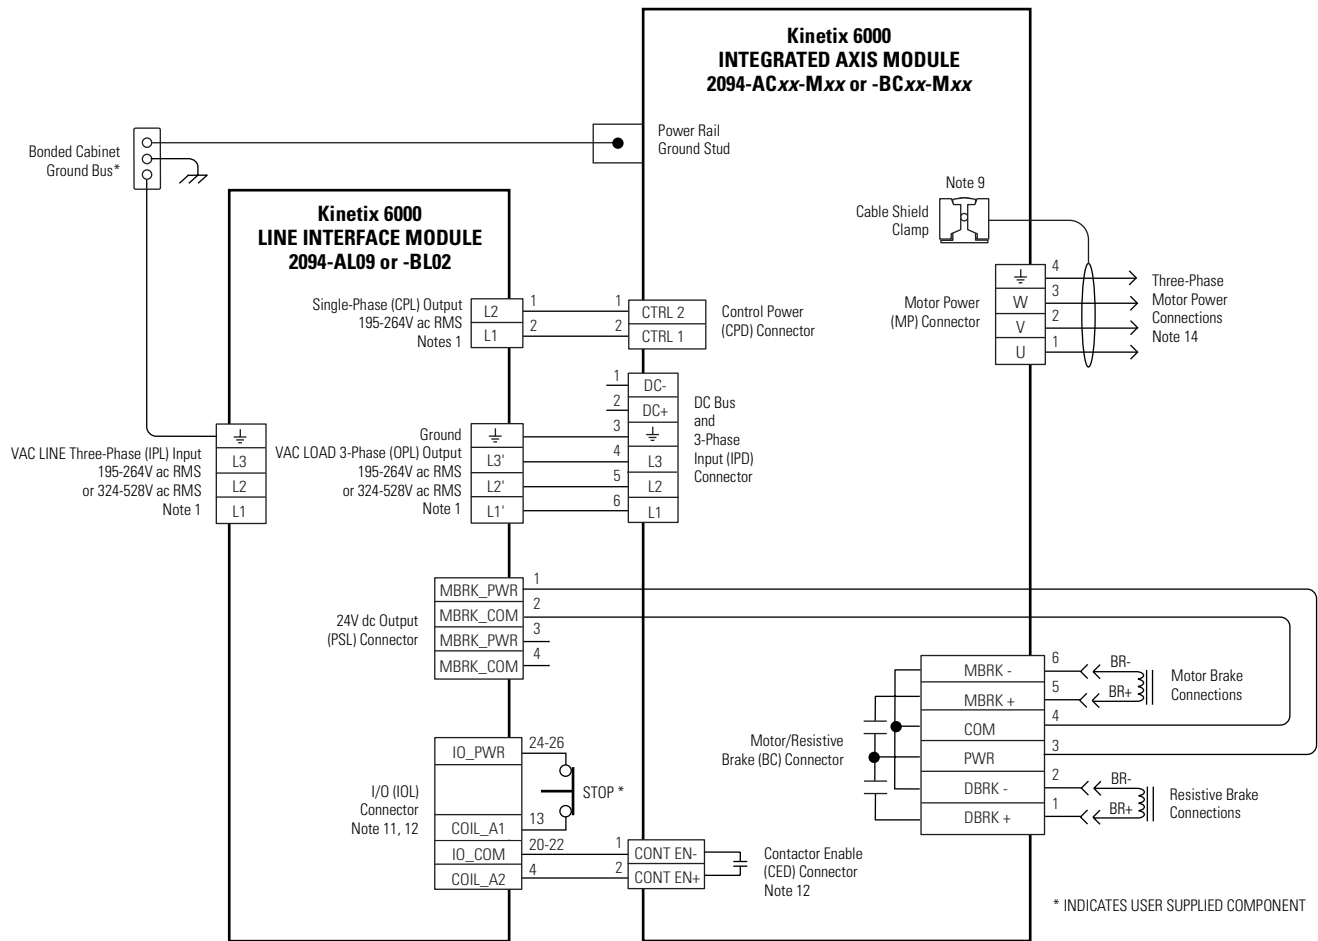 Kinetix 6000
INTEGRATED AXIS MODULE
2094-ACxx-Mxx or -BCxx-Mxx
Power Rail
Ground Stud
Bonded Cabinet
Ground Bus*
Kinetix 6000
LINE INTERFACE MODULE
2094-AL09 or -BL02
Note 9
Cable Shield
Clamp
Single-Phase (CPL) Output
195-264V ac RMS
Notes 1
L2
L1
1
2
1
2
CTRL 2
CTRL 1
Control Power
(CPD) Connector
Motor Power
(MP) Connector
W
V
U
4
3
2
1
Three-Phase
Motor Power
Connections
Note 14
1
2
3
4
5
6
DC-
DC+
L3
L2
L1
DC Bus
and
3-Phase
Input (IPD)
Connector
VAC LINE Three-Phase (IPL) Input
195-264V ac RMS
or 324-528V ac RMS
Note 1
L3
L2
L1
Ground
VAC LOAD 3-Phase (OPL) Output
195-264V ac RMS
or 324-528V ac RMS
Note 1
L3'
L2'
L1'
24V dc Output
(PSL) Connector
MBRK_PWR
MBRK_COM
MBRK_PWR
MBRK_COM
1
2
3
4
Motor/Resistive
Brake (BC) Connector
MBRK -
MBRK +
COM
PWR
DBRK -
DBRK +
6
5
4
3
2
1
BR-
BR+
Motor Brake
Connections
BR-
BR+
Resistive Brake
Connections
I/O (IOL)
Connector
Note 11, 12
IO_PWR
COIL_A1
IO_COM
COIL_A2
24-26
13
20-22
4
STOP *
1
2
CONT EN-
CONT EN+
Contactor Enable
(CED) Connector
Note 12
* INDICATES USER SUPPLIED COMPONENT